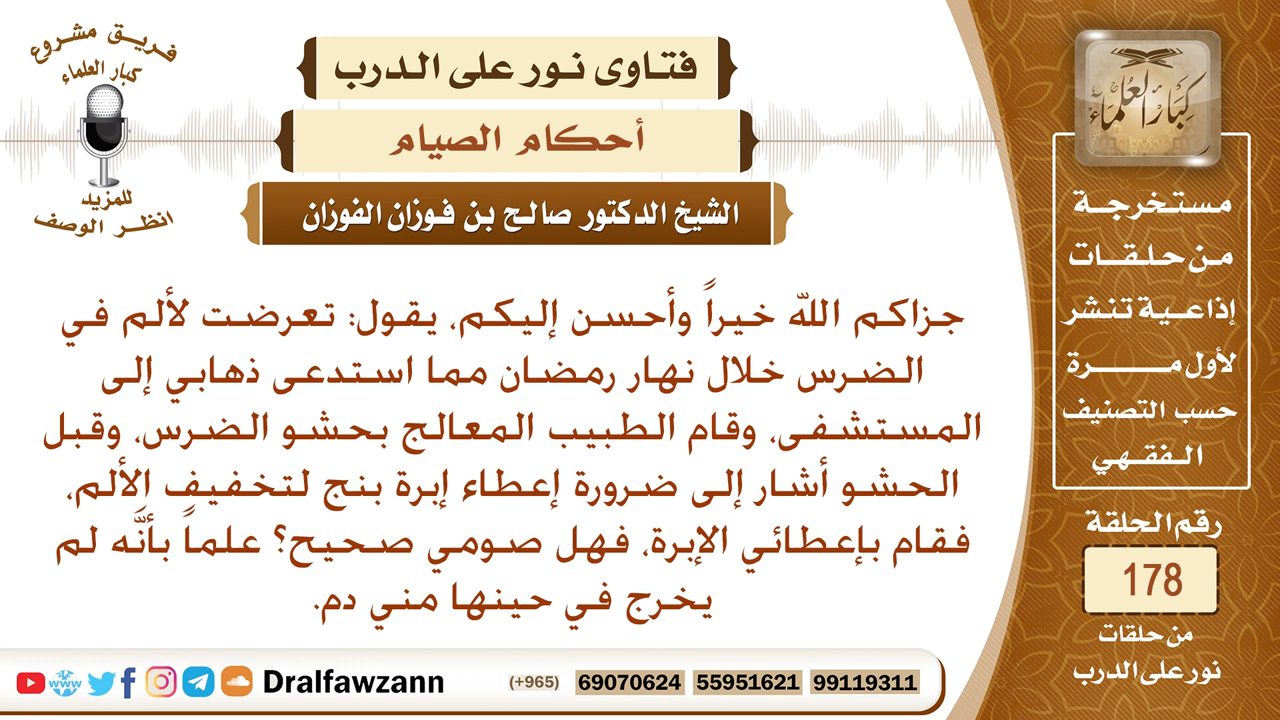 فريق مشروع
كبار العلماء
للمزيد
انظر الوصف
فتاوى نور على الدرب
أحكام الصيام
الشيخ الدكتور صالح بن فوزان الفوزان
جزاكم الله خيراً وأحسن إليكم، يقول: تعرضت لألم في
الضرس خلال نهار رمضان مما استدعى ذهابي إلى
المستشفى، وقام الطبيب المعالج بحشو الضرس، وقبل
الحشو أشار إلى ضرورة إعطاء إبرة بنج لتخفيف الألم،
فقام بإعطائي الإبرة، فهل صومي صحيح؟ علماً بأنَّه لم
يخرج في حينها مني دم.
كبار العلماء
مستخرجة
من حلقات
إذاعية تنشر
لأول مرة
حسب التصنيف
الفقهي
رقم الحلقة
178
من حلقات
نور على الدرب
www
Dralfawzann
(+965) 69070624 55951621 99119311